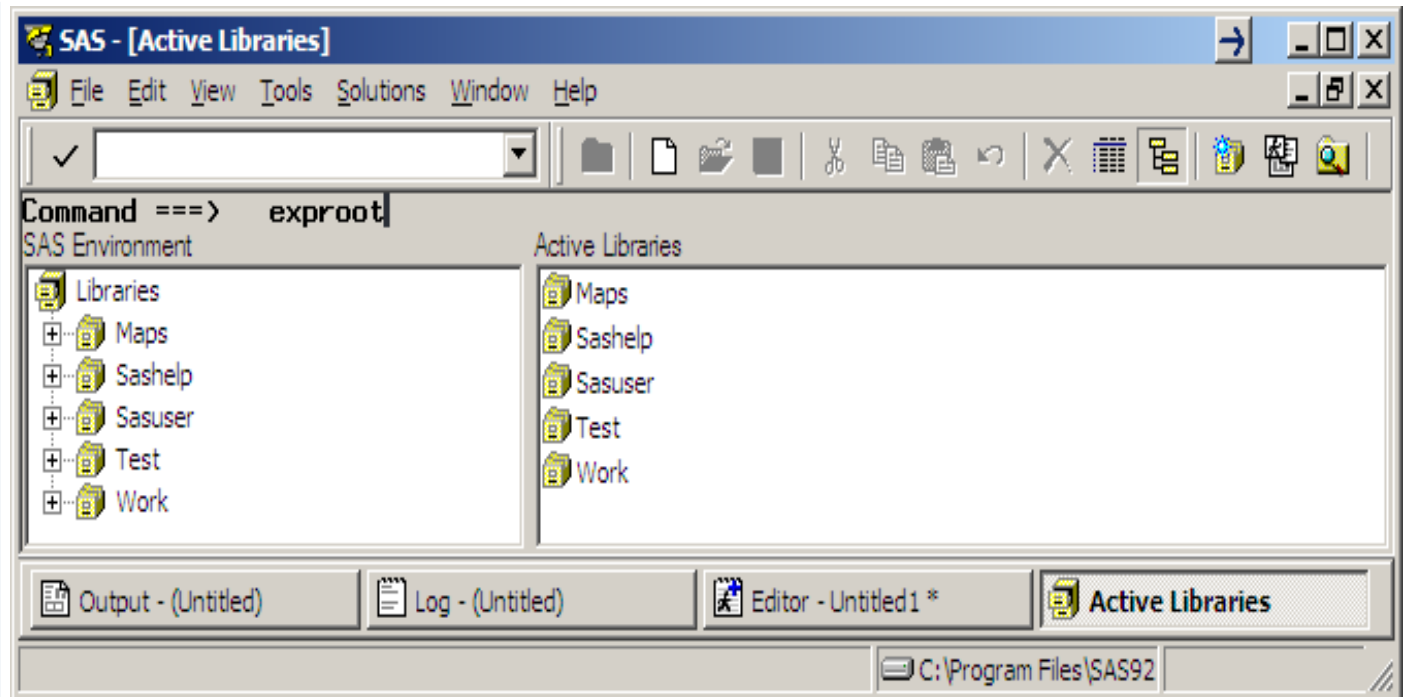 SAS - [Active Libraries]
File Edit View Tools Solutions Window Help
Command ===> exproot
SAS Environment
Active Libraries
Libraries
Maps
Sashelp
Sasuser
Test
Work
Maps
Sashelp
Sasuser
Test
Work
Output - (Untitled)
Log - (Untitled)
Editor - Untitled1 *
Active Libraries
C:\Program Files\SAS92